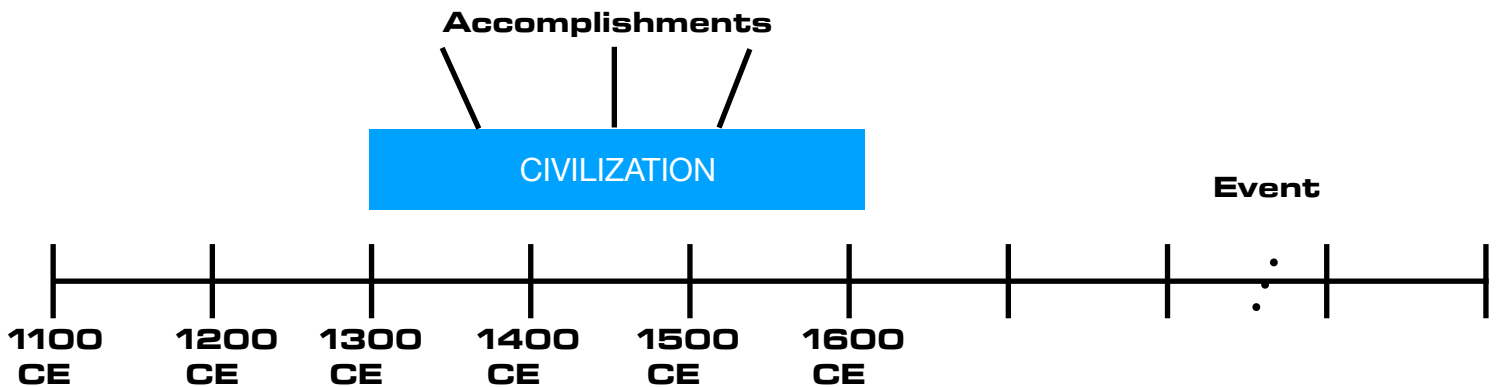 Accomplishments
CIVILIZATION
Event
1100 1200 1300 1400 1500 1600
CE CE CE CE CE CE